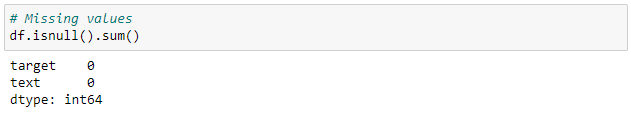 # Missing values
df.isnull().sum()
target    0
text      0
dtype: int64